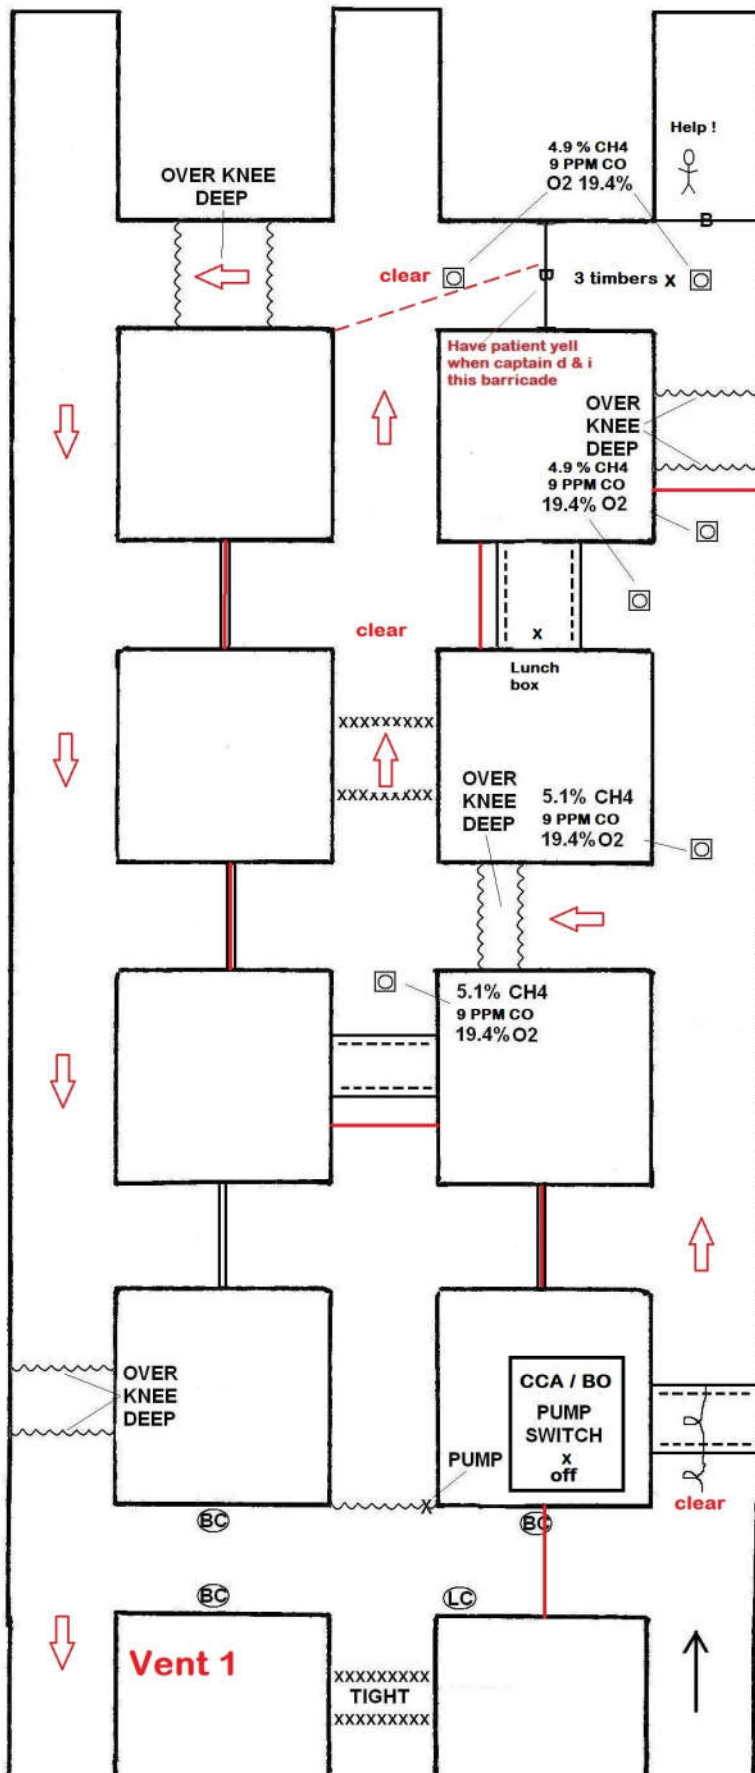 Help !
4.9 % CH4
9 PPM CO
O2 19.4%
OVER KNEE
DEEP
B
clear
B
3 timbers x
Have patient yell
when captain d & i
this barricade
OVER
KNEE
DEEP
4.9 % CH4
9 PPM CO
19.4% O2
clear
x
Lunch
box
XXXXXXXXX
OVER
KNEE
DEEP
5.1% CH4
9 PPM CO
19.4% O2
XXXXXXXXX
5.1% CH4
9 PPM CO
19.4% O2
OVER
KNEE
DEEP
CCA / BO
PUMP
SWITCH
x
off
PUMP
X
clear
BC
BC
BC
LC
Vent 1
XXXXXXXXX
TIGHT
XXXXXXXXX